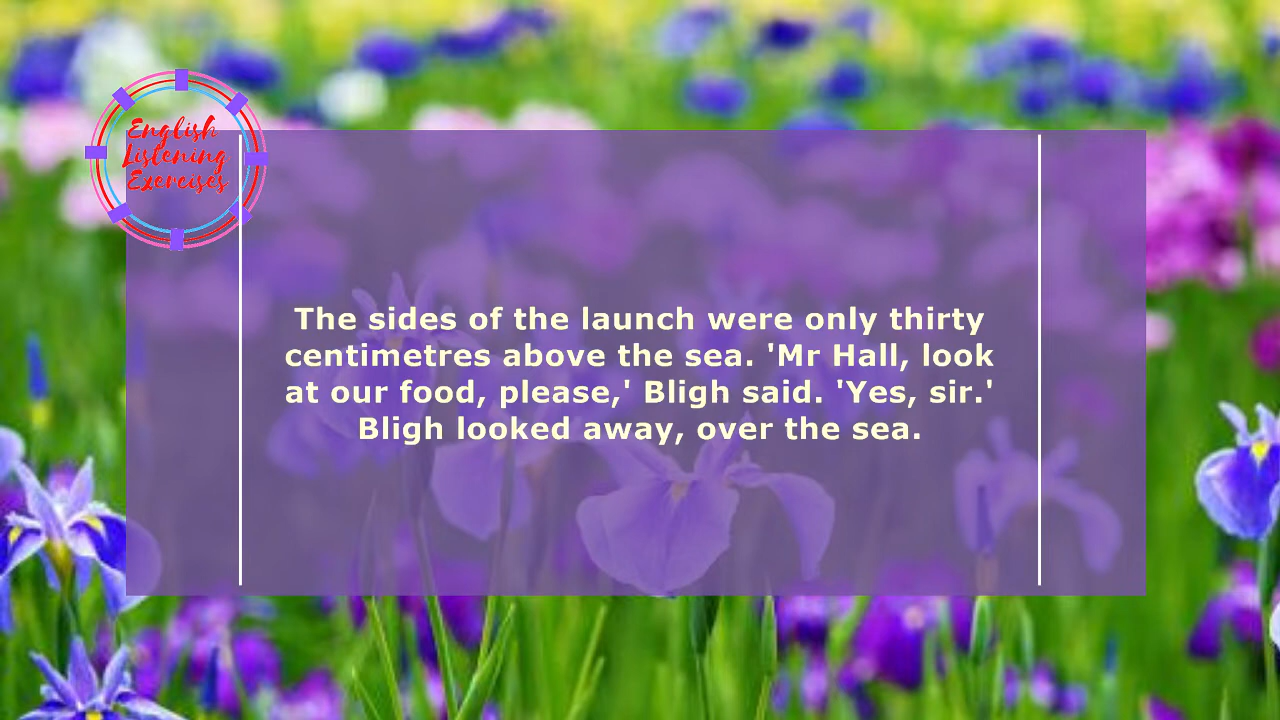 English
Listening
Exercises
The sides of the launch were only thirty
centimetres above the sea. 'Mr Hall, look
at our food, please,' Bligh said. 'Yes, sir.'
Bligh looked away, over the sea.